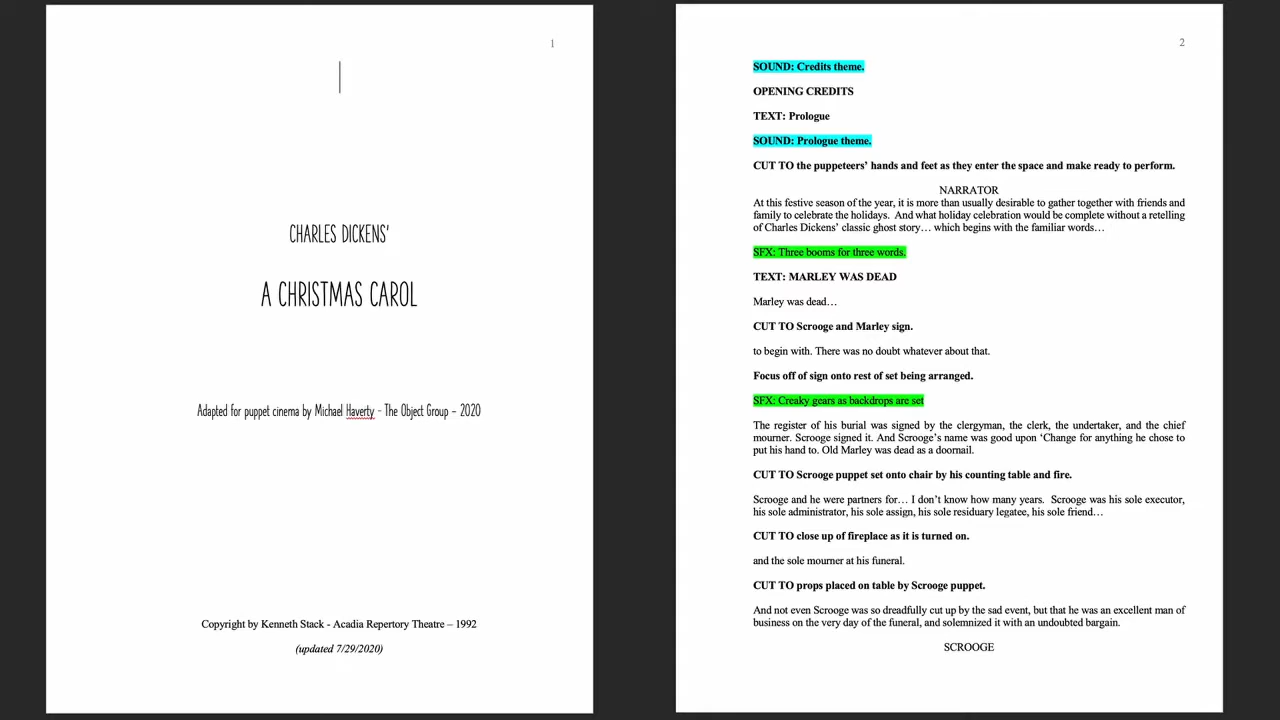 1
CHARLES DICKENS'
A CHRISTMAS CAROL
Adapted for puppet cinema by Michael Haverty - The Object Group – 2020
Copyright by Kenneth Stack - Acadia Repertory Theatre – 1992
(updated 7/29/2020)
2
SOUND: Credits theme.
OPENING CREDITS
TEXT: Prologue
SOUND: Prologue theme.
CUT TO the puppeteers’ hands and feet as they enter the space and make ready to perform.
NARRATOR
At this festive season of the year, it is more than usually desirable to gather together with friends and
family to celebrate the holidays.  And what holiday celebration would be complete without a retelling
of Charles Dickens’ classic ghost story… which begins with the familiar words…
SFX: Three booms for three words.
TEXT: MARLEY WAS DEAD
Marley was dead…
CUT TO Scrooge and Marley sign.
to begin with. There was no doubt whatever about that.
Focus off of sign onto rest of set being arranged.
SFX: Creaky gears as backdrops are set
The register of his burial was signed by the clergyman, the clerk, the undertaker, and the chief
mourner. Scrooge signed it. And Scrooge’s name was good upon ‘Change for anything he chose to
put his hand to. Old Marley was dead as a doornail.
CUT TO Scrooge puppet set onto chair by his counting table and fire.
Scrooge and he were partners for… I don’t know how many years.  Scrooge was his sole executor,
his sole administrator, his sole assign, his sole residuary legatee, his sole friend…
CUT TO close up of fireplace as it is turned on.
and the sole mourner at his funeral.
CUT TO props placed on table by Scrooge puppet.
And not even Scrooge was so dreadfully cut up by the sad event, but that he was an excellent man of
business on the very day of the funeral, and solemnized it with an undoubted bargain.
SCROOGE